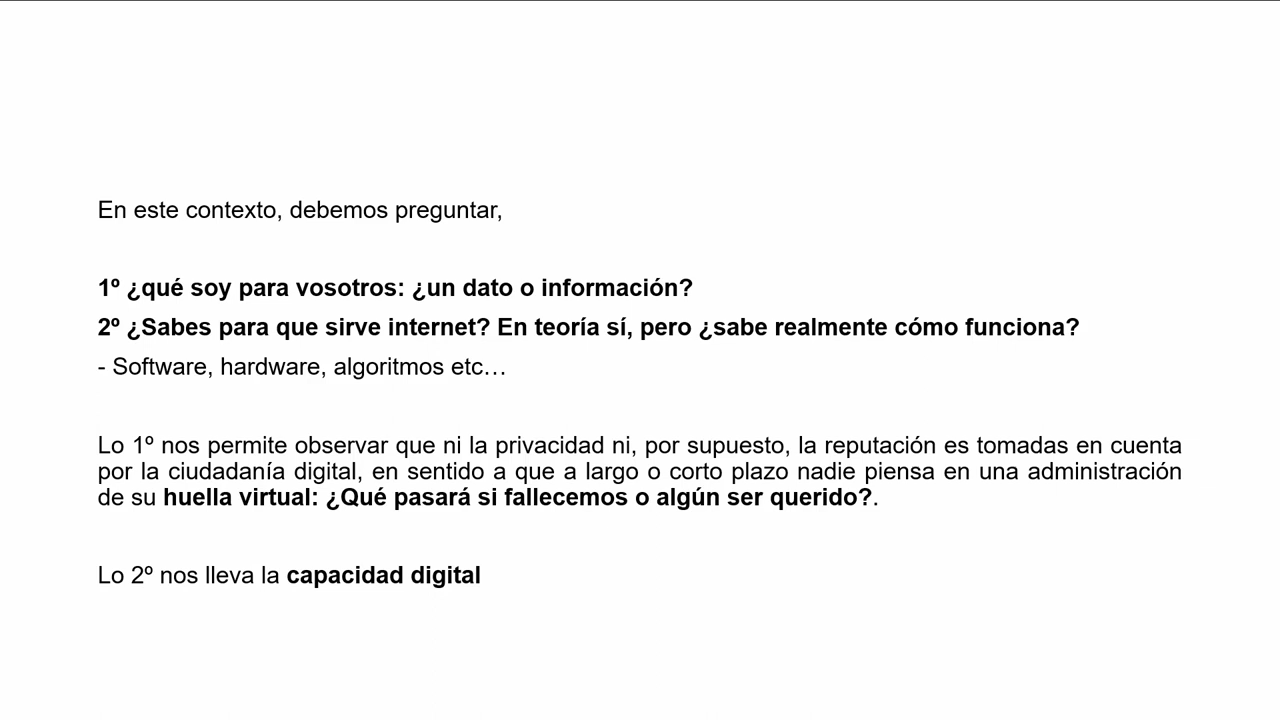 En este contexto, debemos preguntar,
1º ¿qué soy para vosotros: ¿un dato o información?
2º ¿Sabes para que sirve internet? En teoría sí, pero ¿sabe realmente cómo funciona?
- Software, hardware, algoritmos etc…
Lo 1º nos permite observar que ni la privacidad ni, por supuesto, la reputación es tomadas en cuenta
por la ciudadanía digital, en sentido a que a largo o corto plazo nadie piensa en una administración
de su huella virtual: ¿Qué pasará si fallecemos o algún ser querido?.
Lo 2º nos lleva la capacidad digital